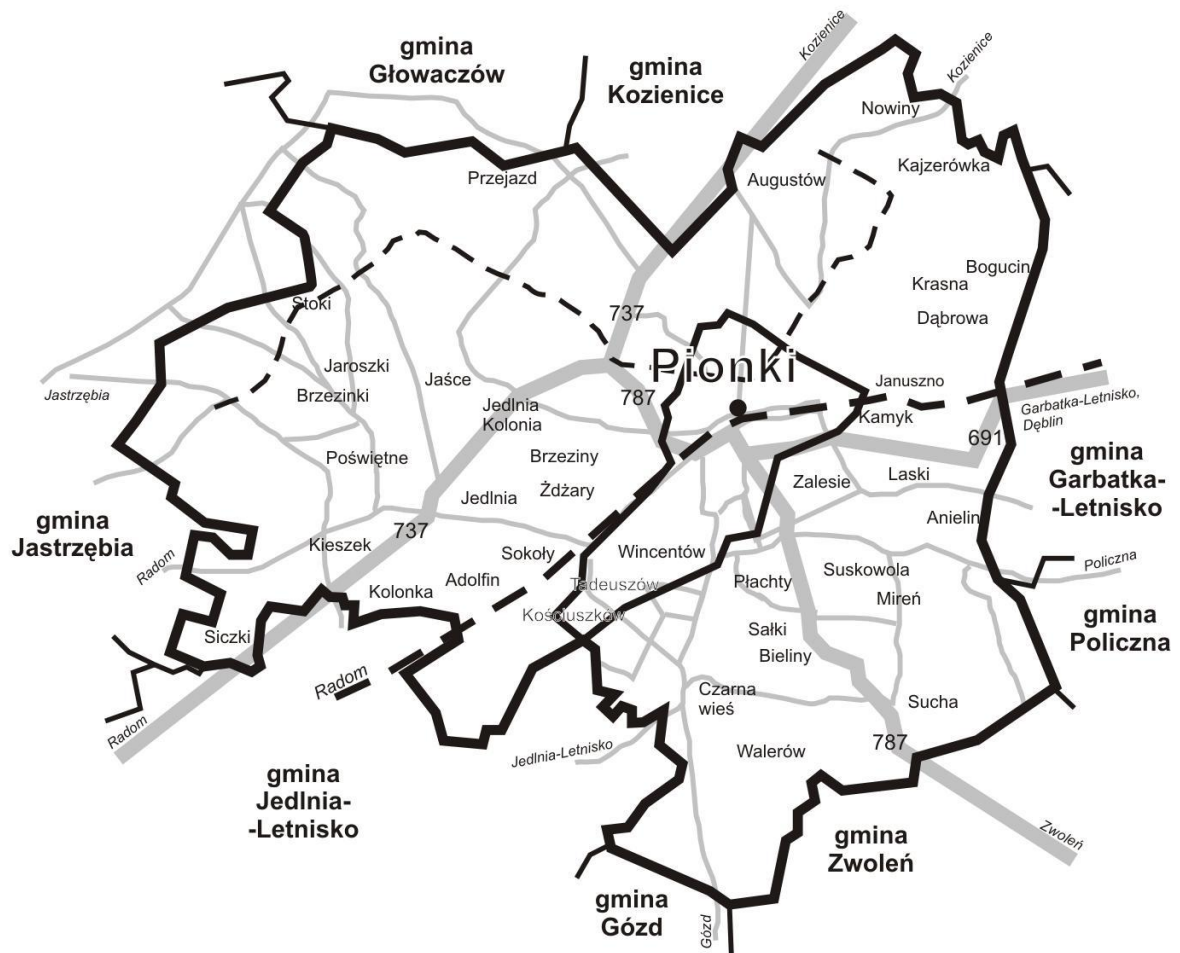 gmina
Głowaczów
gmina
Kozienice
Kozienice
Kozienice
Nowiny
Kajzerówka
Augustów
Przejazd
Bogucin
Krasna
Dąbrowa
Stoki
737
Pionki
Jaroszki
Jaśce
Brzezinki
787
Januszno
Jastrzębia
Jedlnia
Kolonia
Kamyk
Garbatka-Letnisko,
Dęblin
691
Poświętne
Brzeziny
Żdżary
Jedlnia
Zalesie
Laski
gmina
Garbatka-
-Letnisko
gmina
Jastrzębia
737
Anielin
Kieszek
Sokoły
Wincentów
Radom
Kolonka
Adolfin
Tadeuszów
Płachty
Suskowola
Mireń
Policzna
Kościuszków
Siczki
Sałki
Bieliny
gmina
Policzna
Radom
Radom
Czarna
wieś
Sucha
Jedlnia-Letnisko
Walerów
787
gmina
Jedlnia-
-Letnisko
gmina
Zwoleń
Zwoleń
gmina
Gózd
Gózd